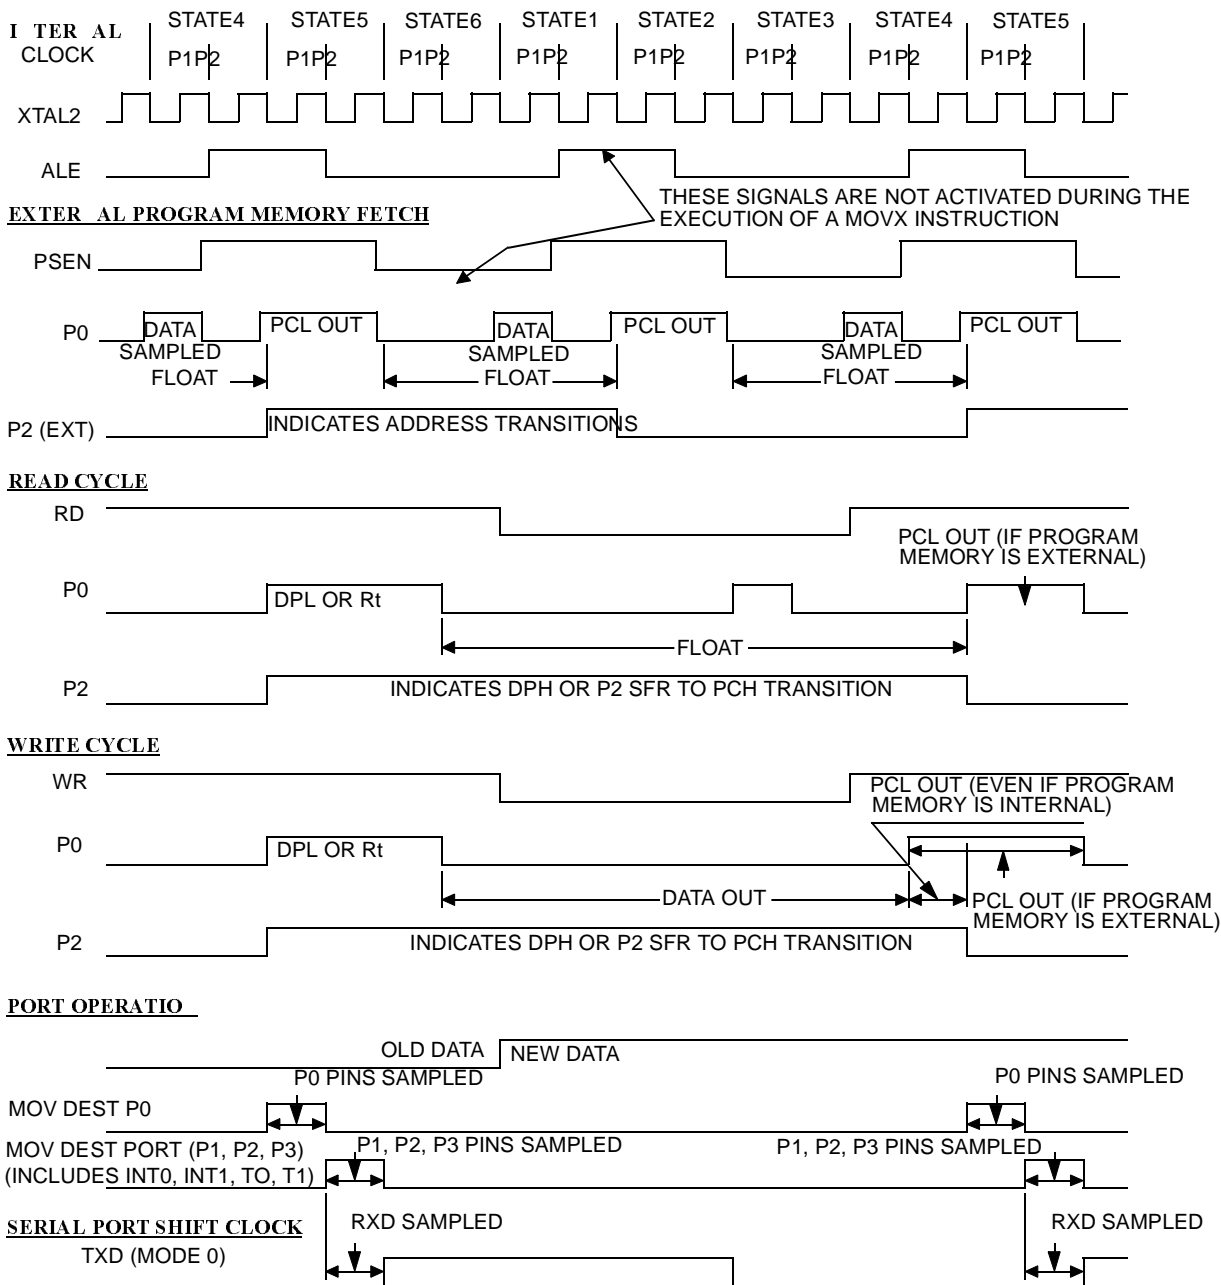 STATE4 STATE5 STATE6 STATE1 STATE2 STATE3 STATE4 STATE5
I TER AL
CLOCK P1P2 P1P2 P1P2 P1P2 P1P2 P1P2 P1P2 P1P2
XTAL2
ALE
THESE SIGNALS ARE NOT ACTIVATED DURING THE
EXECUTION OF A MOVX INSTRUCTION
EXTER AL PROGRAM MEMORY FETCH
PSEN
P0 DATA PCL OUT DATA PCL OUT DATA PCL OUT
SAMPLED SAMPLED SAMPLED
FLOAT FLOAT FLOAT
P2 (EXT) INDICATES ADDRESS TRANSITIONS
READ CYCLE
RD
PCL OUT (IF PROGRAM
MEMORY IS EXTERNAL)
P0 DPL OR Rt
FLOAT
P2 INDICATES DPH OR P2 SFR TO PCH TRANSITION
WRITE CYCLE
WR
PCL OUT (EVEN IF PROGRAM
MEMORY IS INTERNAL)
P0 DPL OR Rt
DATA OUT
PCL OUT (IF PROGRAM
MEMORY IS EXTERNAL)
P2 INDICATES DPH OR P2 SFR TO PCH TRANSITION
PORT OPERATIO
OLD DATA NEW DATA
P0 PINS SAMPLED P0 PINS SAMPLED
MOV DEST P0
MOV DEST PORT (P1, P2, P3) P1, P2, P3 PINS SAMPLED P1, P2, P3 PINS SAMPLED
(INCLUDES INT0, INT1, TO, T1)
SERIAL PORT SHIFT CLOCK RXD SAMPLED RXD SAMPLED
TXD (MODE 0)